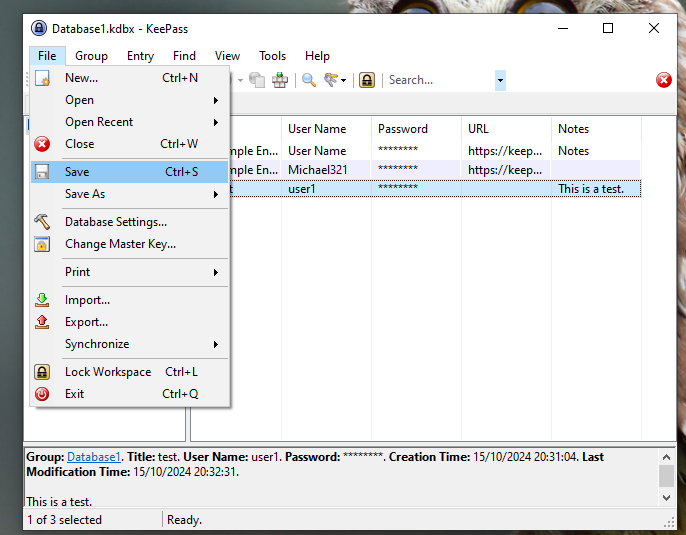 Database1.kdbx - KeePass
File Group Entry Find View Tools Help
New... Ctrl+N
Open
Open Recent
Close Ctrl+W
Save Ctrl+S
Save As
Database Settings...
Change Master Key...
Print
Import...
Export...
Synchronize
Lock Workspace Ctrl+L
Exit Ctrl+Q
Search...
User Name Password URL Notes
mple En... User Name ******** https://keep... Notes
mple En... Michael321 ******** https://keep...
t user1 ******** This is a test.
Group: Database1. Title: test. User Name: user1. Password: ********. Creation Time: 15/10/2024 20:31:04. Last
Modification Time: 15/10/2024 20:32:31.
This is a test.
1 of 3 selected Ready.